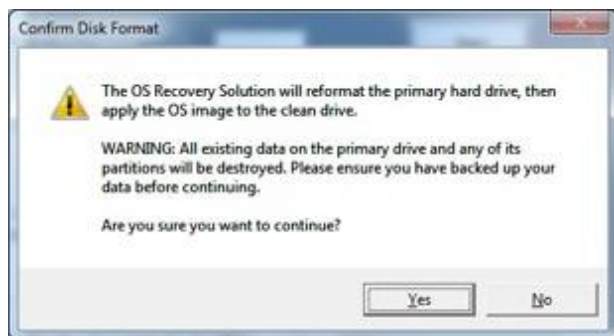 Confirm Disk Format
The OS Recovery Solution will reformat the primary hard drive, then
apply the OS image to the clean drive.
WARNING: All existing data on the primary drive and any of its
partitions will be destroyed. Please ensure you have backed up your
data before continuing.
Are you sure you want to continue?
Yes
No